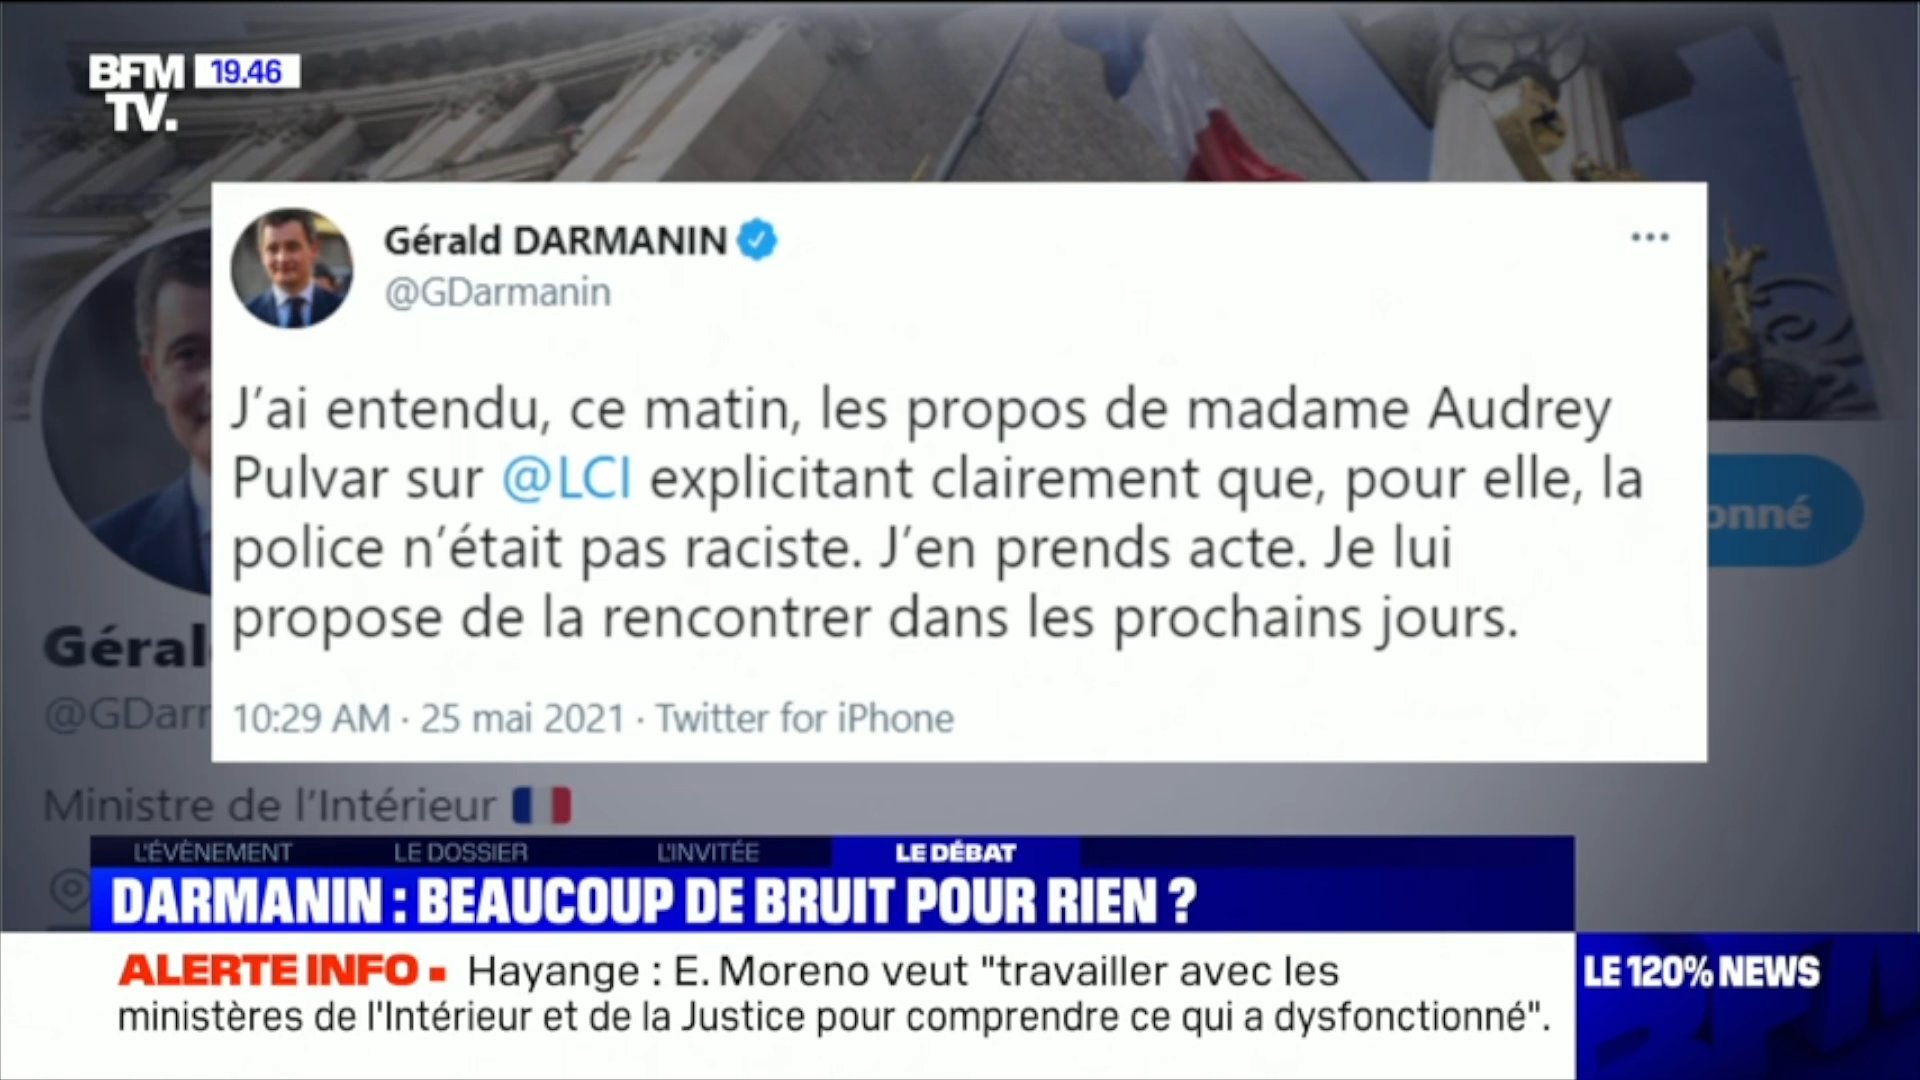 BFM 19.46
TV.
Gérald DARMANIN
@GDarmanin
J'ai entendu, ce matin, les propos de madame Audrey
Pulvar sur @LCI explicitant clairement que, pour elle, la
police n'était pas raciste. J'en prends acte. Je lui
propose de la rencontrer dans les prochains jours.
10:29 AM · 25 mai 2021 · Twitter for iPhone
onné
Géral
@GDarr
Ministre de l'Intérieur
L'ÉVÈNEMENT LE DOSSIER L'INVITÉE LE DÉBAT
DARMANIN : BEAUCOUP DE BRUIT POUR RIEN ?
ALERTE INFO ▪ Hayange : E. Moreno veut "travailler avec les
ministères de l'Intérieur et de la Justice pour comprendre ce qui a dysfonctionné".
LE 120% NEWS